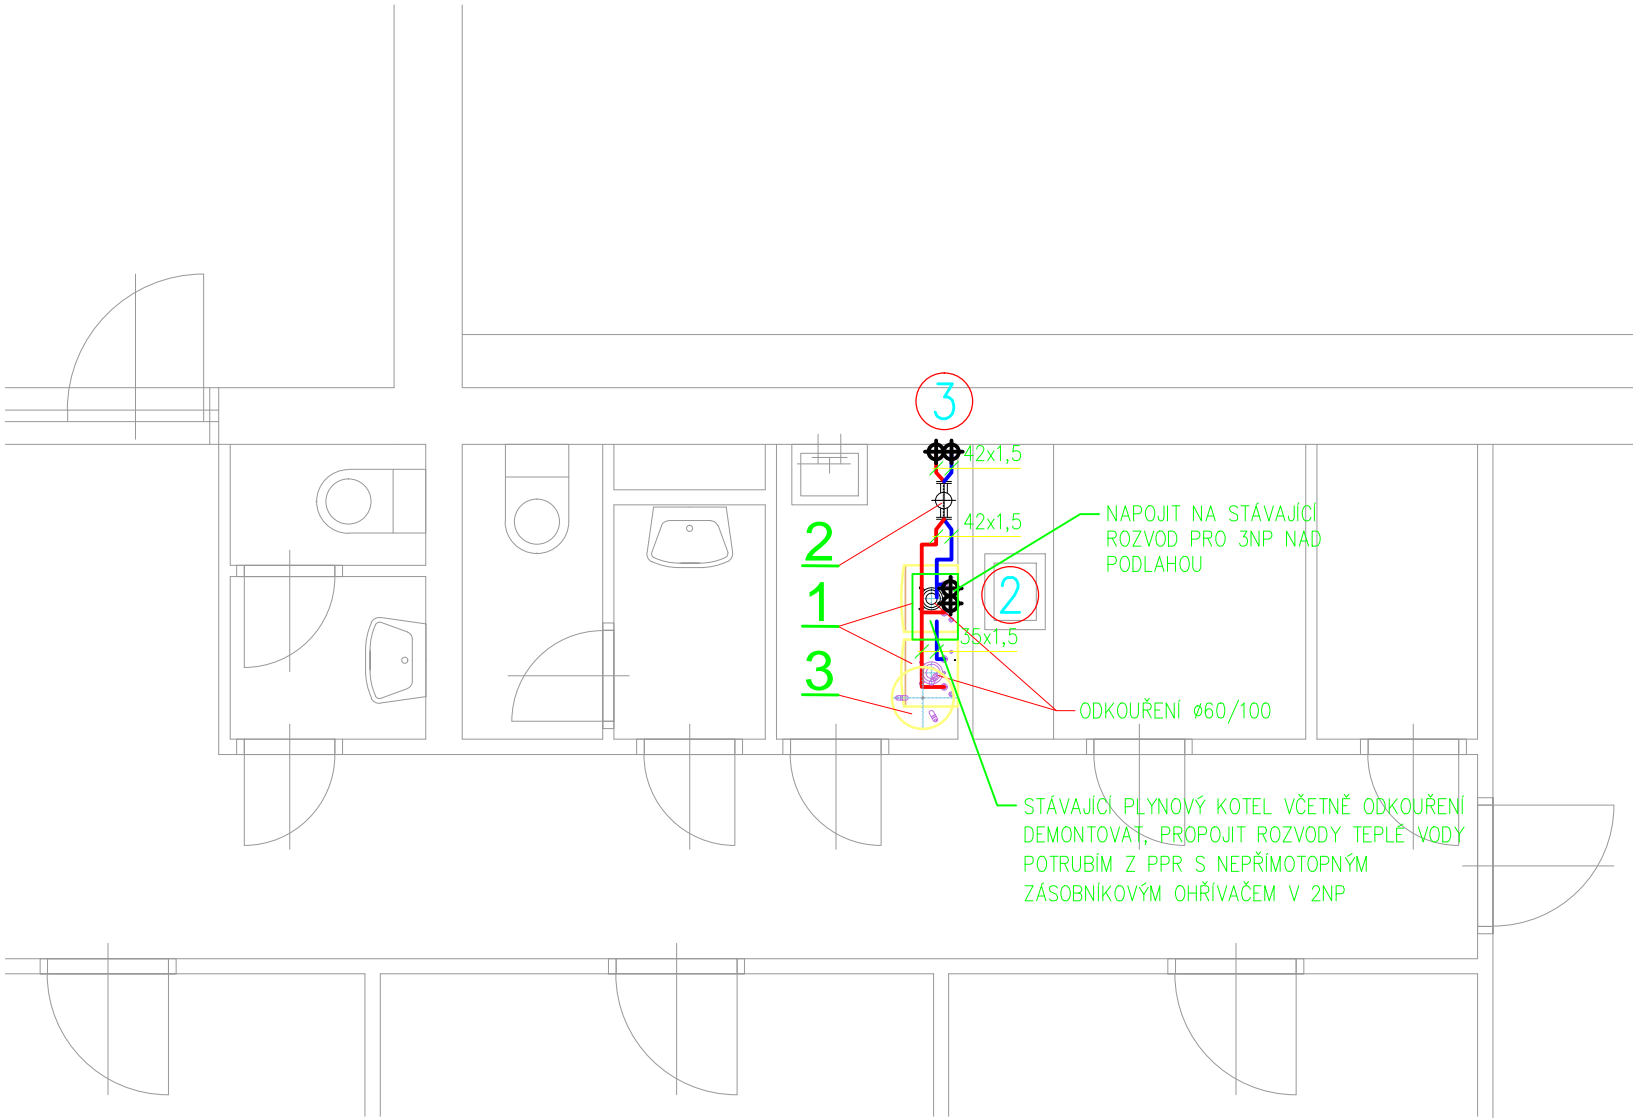 3
42x1,5
42x1,5
NAPOJIT NA STÁVAJÍCÍ
ROZVOD PRO 3NP NAD
PODLAHOU
2
1
2
35x1,5
3
ODKOUŘENÍ ø60/100
STÁVAJÍCÍ PLYNOVÝ KOTEL VČETNĚ ODKOUŘENÍ
DEMONTOVAT, PROPOJIT ROZVODY TEPLÉ VODY
POTRUBÍM Z PPR S NEPŘÍMOTOPNÝM
ZÁSOBNÍKOVÝM OHŘÍVAČEM V 2NP